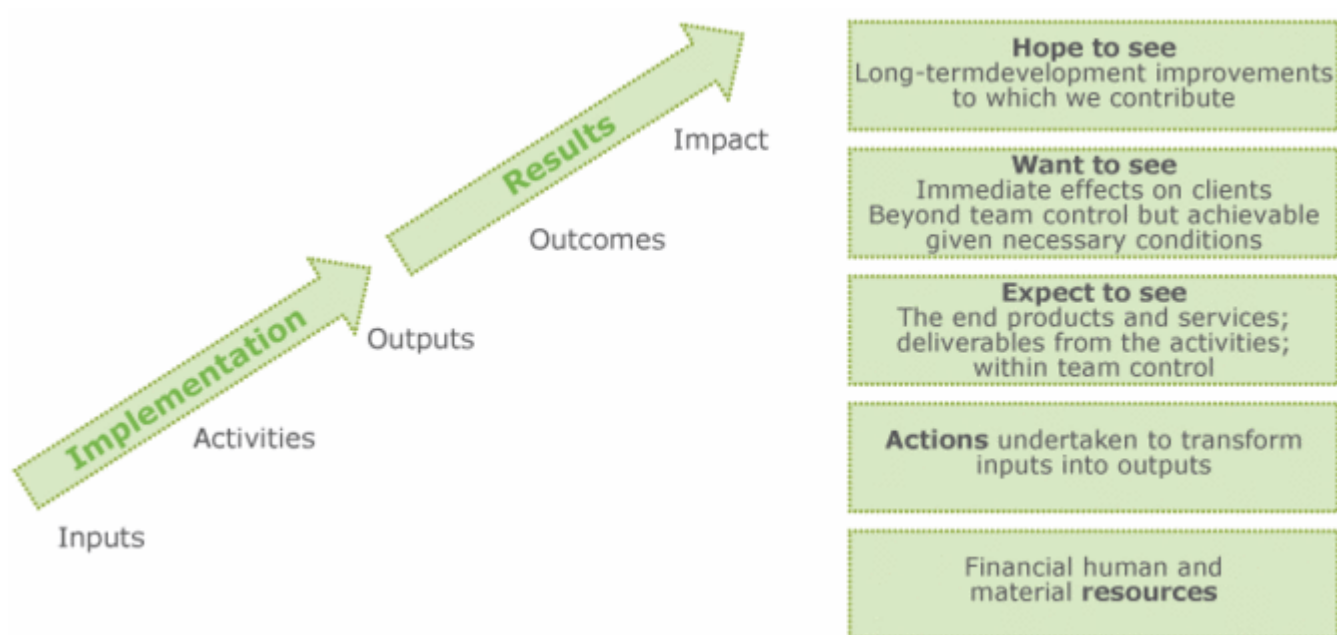 Hope to see
Long-termdevelopment improvements
to which we contribute
Results
Impact
Want to see
Immediate effects on clients
Beyond team control but achievable
given necessary conditions
Outcomes
Expect to see
The end products and services;
deliverables from the activities;
within team control
Implementation
Outputs
Activities
Actions undertaken to transform
inputs into outputs
Inputs
Financial human and
material resources